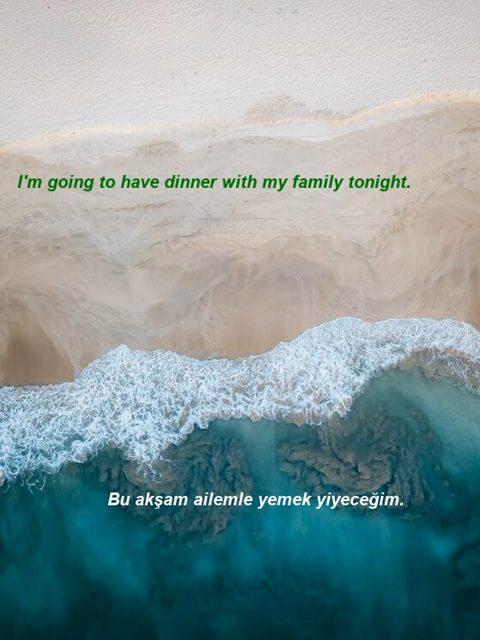 I'm going to have dinner with my family tonight.
Bu akşam ailemle yemek yiyeceğim.